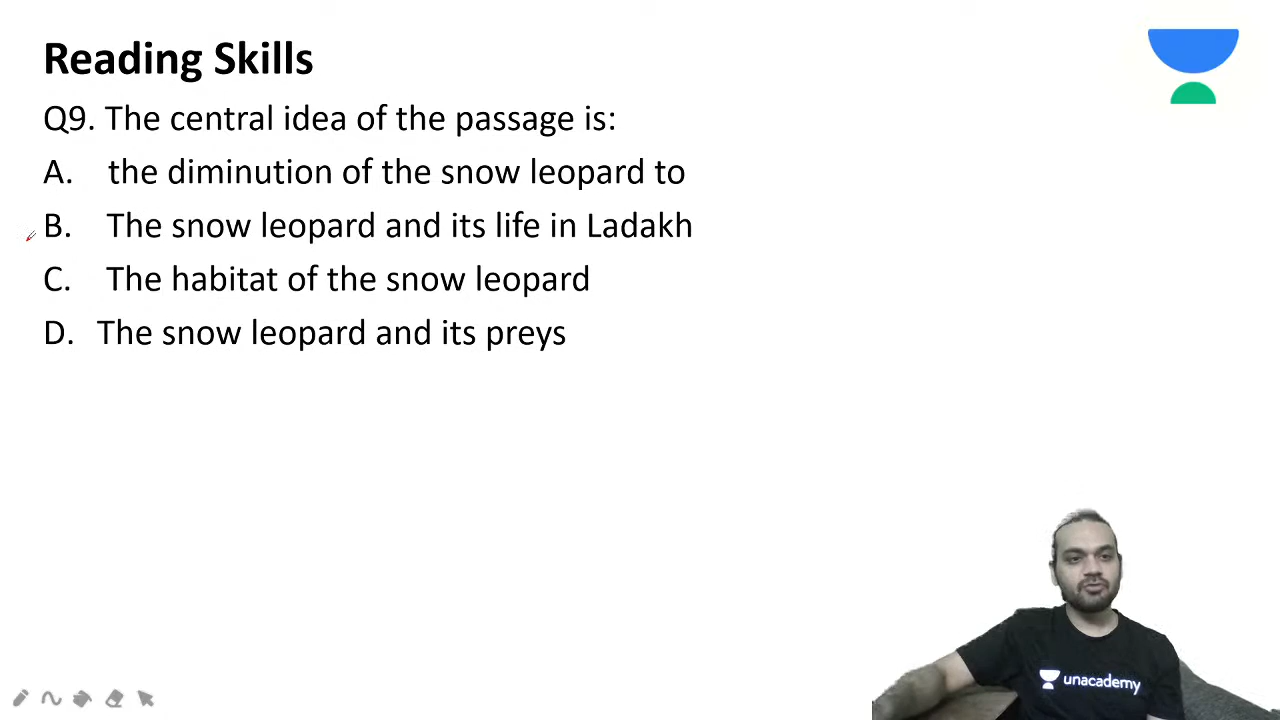 Reading Skills
Q9. The central idea of the passage is:
A. the diminution of the snow leopard to
B. The snow leopard and its life in Ladakh
C. The habitat of the snow leopard
D. The snow leopard and its preys
unacademy